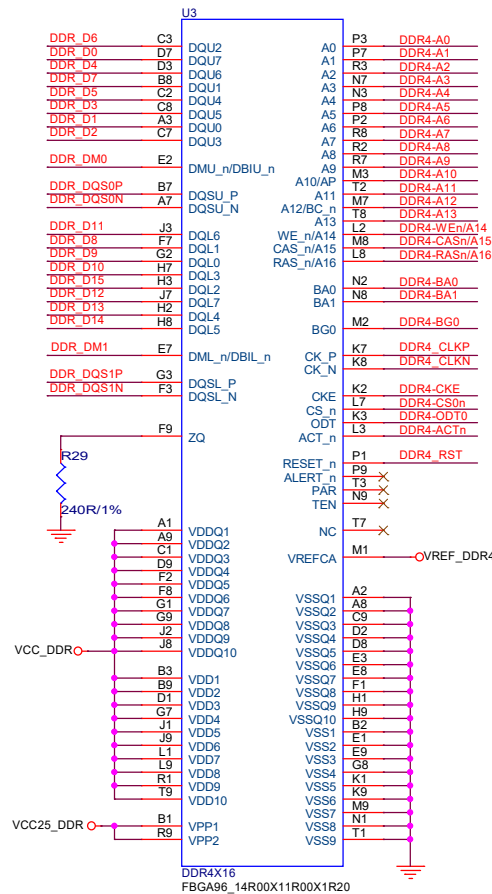 U3
DDR_D6 C3 DQU2 A0 P3 DDR4-A0
DDR_D0 D7 DQU7 A1 P7 DDR4-A1
DDR_D4 D3 DQU6 A2 R3 DDR4-A2
DDR_D7 B8 DQU1 A3 N7 DDR4-A3
DDR_D5 C2 DQU4 A4 N3 DDR4-A4
DDR_D3 C8 DQU5 A5 P8 DDR4-A5
DDR_D1 A3 DQU0 A6 P2 DDR4-A6
DDR_D2 C7 DQU3 A7 R8 DDR4-A7
A8 R2 DDR4-A8
DDR_DM0 E2 DMU_n/DBIU_n A9 R7 DDR4-A9
A10/AP M3 DDR4-A10
DDR_DQS0P B7 DQSU_P A11 T2 DDR4-A11
DDR_DQS0N A7 DQSU_N A12/BC_n M7 DDR4-A12
A13 T8 DDR4-A13
DDR_D11 J3 DQL6 WE_n/A14 L2 DDR4-WEn/A14
DDR_D8 F7 DQL1 CAS_n/A15 M8 DDR4-CASn/A15
DDR_D9 G2 DQL0 RAS_n/A16 L8 DDR4-RASn/A16
DDR_D10 H7 DQL3
DDR_D15 H3 DQL2 BA0 N2 DDR4-BA0
DDR_D12 J7 DQL7 BA1 N8 DDR4-BA1
DDR_D13 H2 DQL4
DDR_D14 H8 DQL5 BG0 M2 DDR4-BG0
DDR_DM1 E7 DML_n/DBIL_n CK_P K7 DDR4_CLKP
CK_N K8 DDR4_CLKN
DDR_DQS1P G3 DQSL_P
DDR_DQS1N F3 DQSL_N CKE K2 DDR4-CKE
CS_n L7 DDR4-CS0n
ODT K3 DDR4-ODT0
F9 ZQ ACT_n L3 DDR4-ACTn
RESET_n P1 DDR4_RST
R29 ALERT_n P9
PAR T3
240R/1% TEN N9
A1 VDDQ1 NC T7
A9 VDDQ2
C1 VDDQ3 VREFCA M1 VREF_DDR4
D9 VDDQ4
F2 VDDQ5
F8 VDDQ6 VSSQ1 A2
G1 VDDQ7 VSSQ2 A8
G9 VDDQ8 VSSQ3 C9
J2 VDDQ9 VSSQ4 D2
VCC_DDR J8 VDDQ10 VSSQ5 D8
VSSQ6 E3
B3 VDD1 VSSQ7 E8
B9 VDD2 VSSQ8 F1
D1 VDD3 VSSQ9 H1
G7 VDD4 VSSQ10 H9
J1 VDD5 VSS1 B2
J9 VDD6 VSS2 E1
L1 VDD7 VSS3 E9
L9 VDD8 VSS4 G8
R1 VDD9 VSS5 K1
T9 VDD10 VSS6 K9
VSS7 M9
VCC25_DDR B1 VPP1 VSS8 N1
R9 VPP2 VSS9 T1
DDR4X16
FBGA96_14R00X11R00X1R20